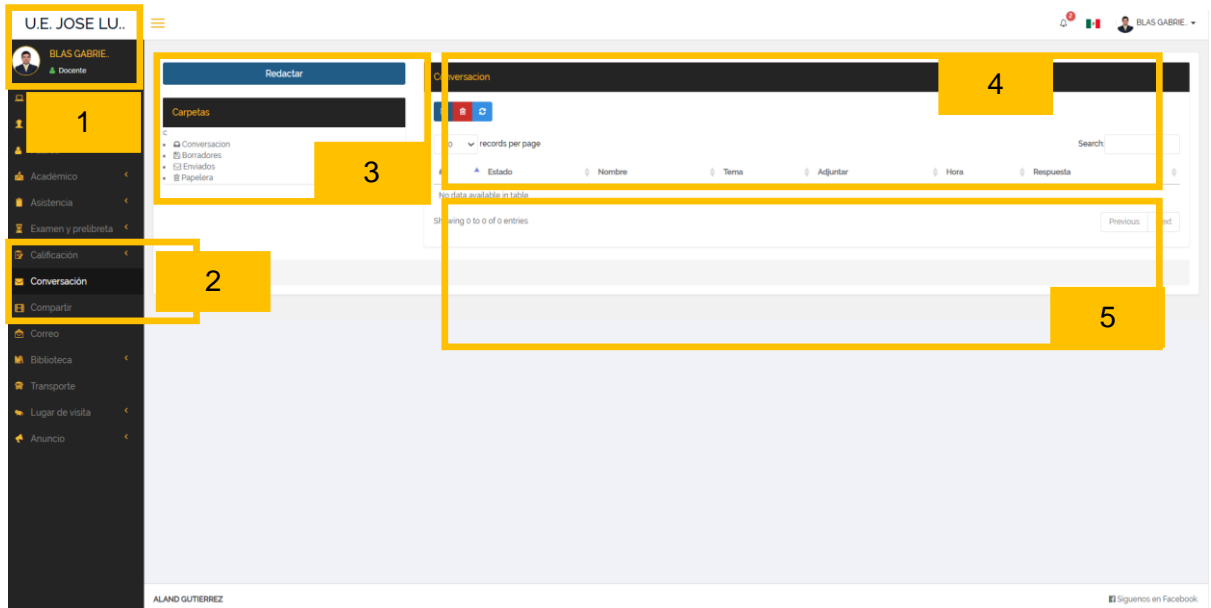 U.E. JOSE LU..
2
BLAS GABRIE..
BLAS GABRIE..
Docente
1
Académico
Asistencia
Examen y prelibreta
Calificación
Conversación
Compartir
Correo
Biblioteca
Transporte
Lugar de visita
Anuncio
2
Redactar
Carpetas
C
Conversacion
Borradores
Enviados
Papelera
3
Conversacion
4
records per page
Search:
Estado Nombre Tema Adjuntar Hora Respuesta
No data available in table
Showing 0 to 0 of 0 entries
Previous
5
ALAND GUTIERREZ
Siguenos en Facebook.